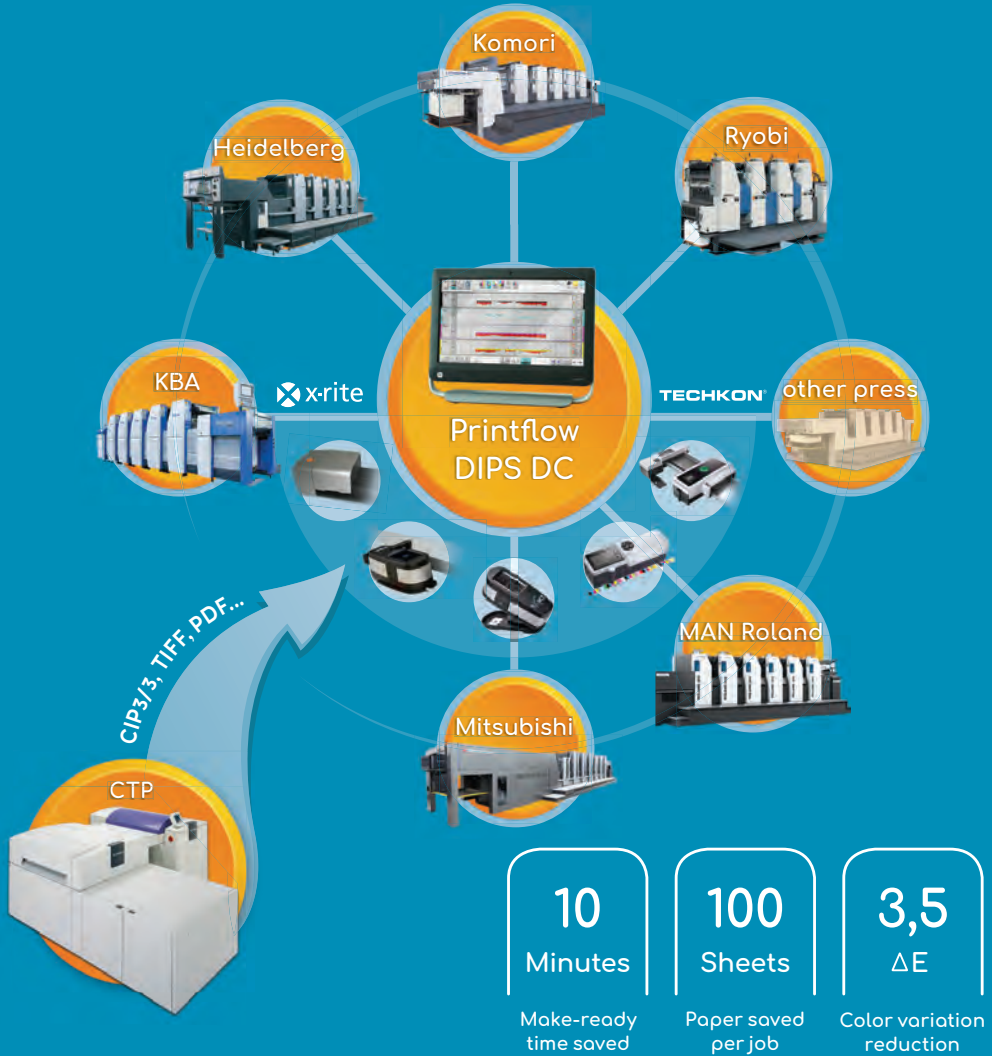 Komori
Heidelberg
Ryobi
KBA
x-rite
TECHKON®
other press
Printflow
DIPS DC
CIP3/3, TIFF, PDF...
MAN Roland
Mitsubishi
CTP
10
Minutes
Make-ready
time saved
100
Sheets
Paper saved
per job
3,5
ΔE
Color variation
reduction